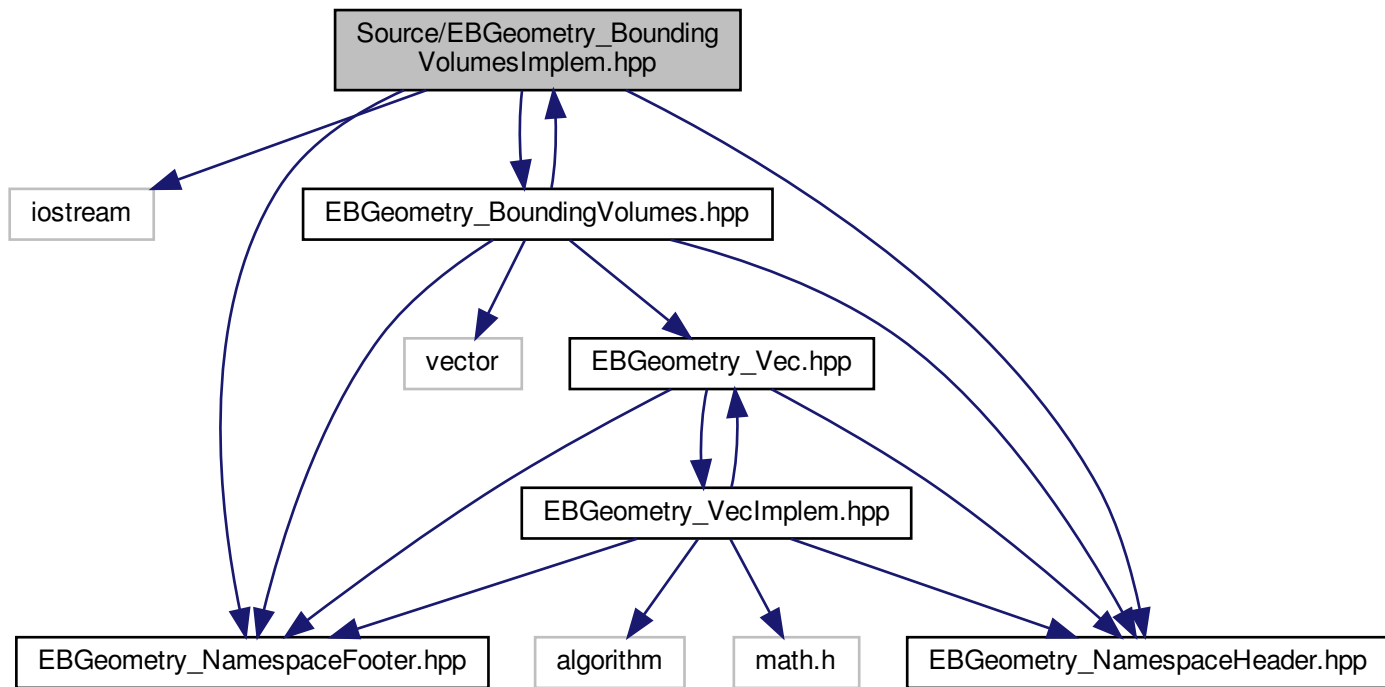 Source/EBGeometry_Bounding
VolumesImplem.hpp
iostream
EBGeometry_BoundingVolumes.hpp
vector
EBGeometry_Vec.hpp
EBGeometry_VecImplem.hpp
EBGeometry_NamespaceFooter.hpp
algorithm
math.h
EBGeometry_NamespaceHeader.hpp